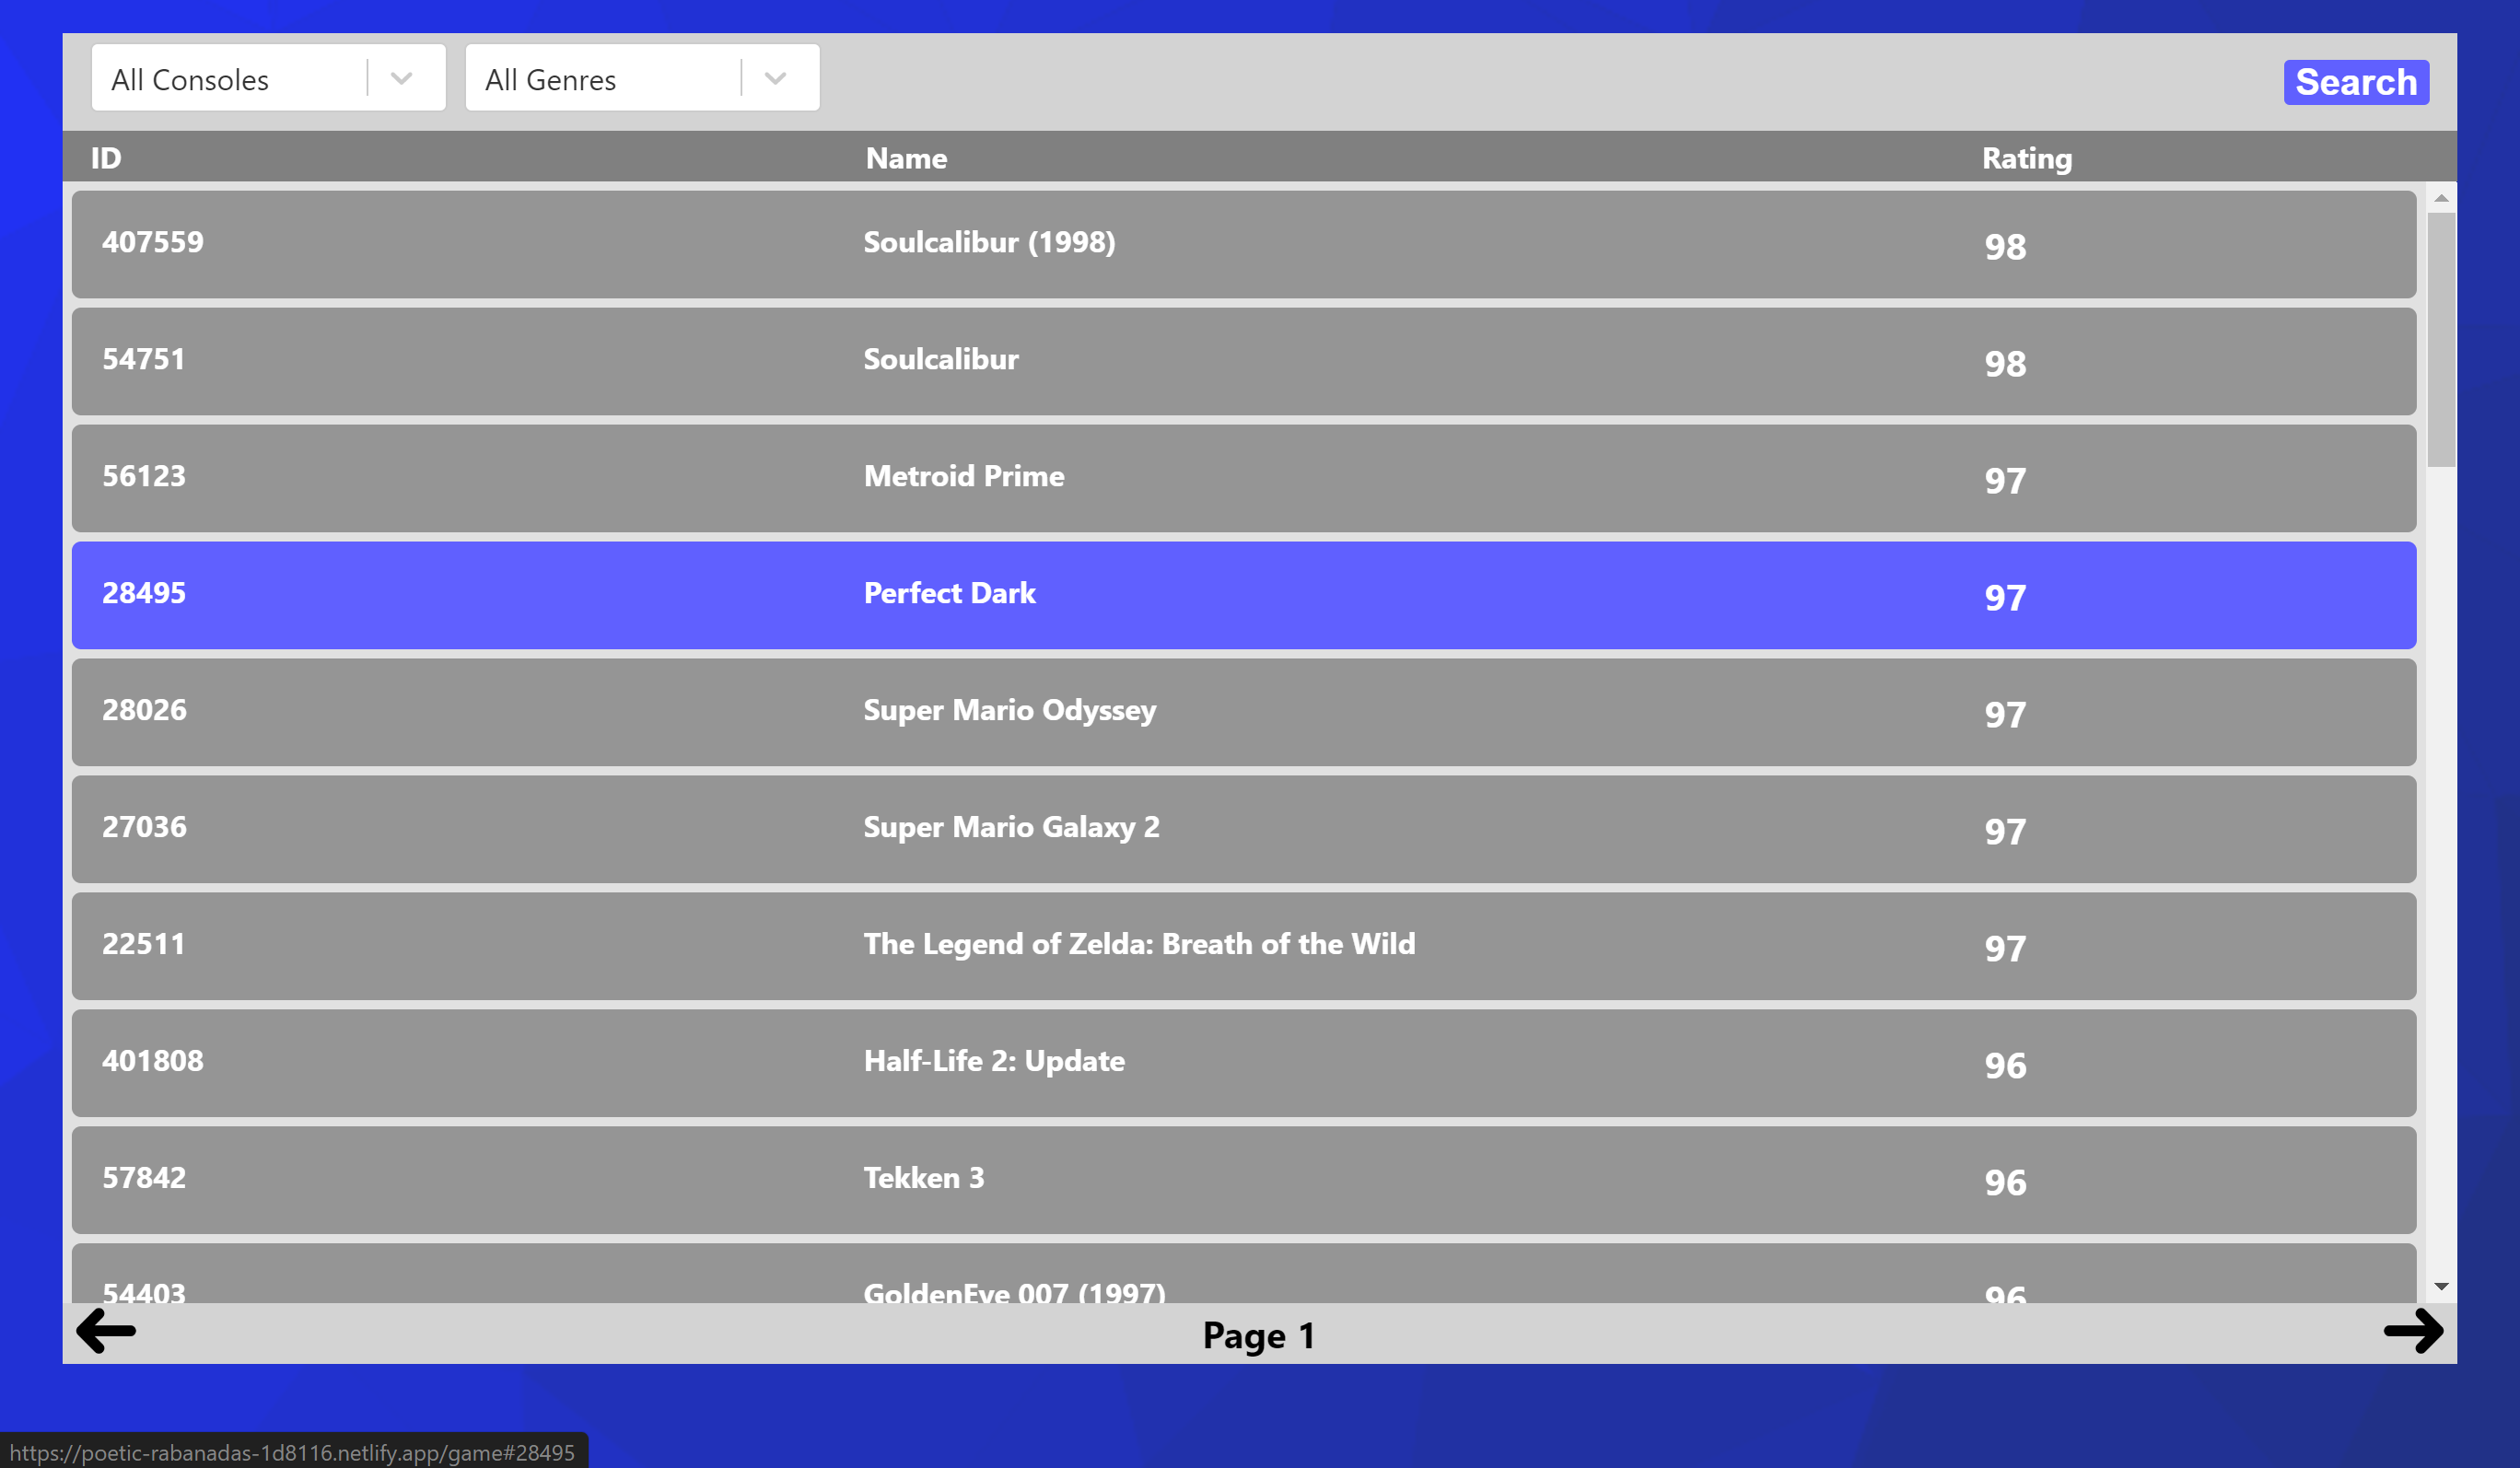 All Consoles All Genres Search
ID Name Rating
407559 Soulcalibur (1998) 98
54751 Soulcalibur 98
56123 Metroid Prime 97
28495 Perfect Dark 97
28026 Super Mario Odyssey 97
27036 Super Mario Galaxy 2 97
22511 The Legend of Zelda: Breath of the Wild 97
401808 Half-Life 2: Update 96
57842 Tekken 3 96
54403 GoldenEye 007 (1997) 96
Page 1
https://poetic-rabanadas-1d8116.netlify.app/game#28495